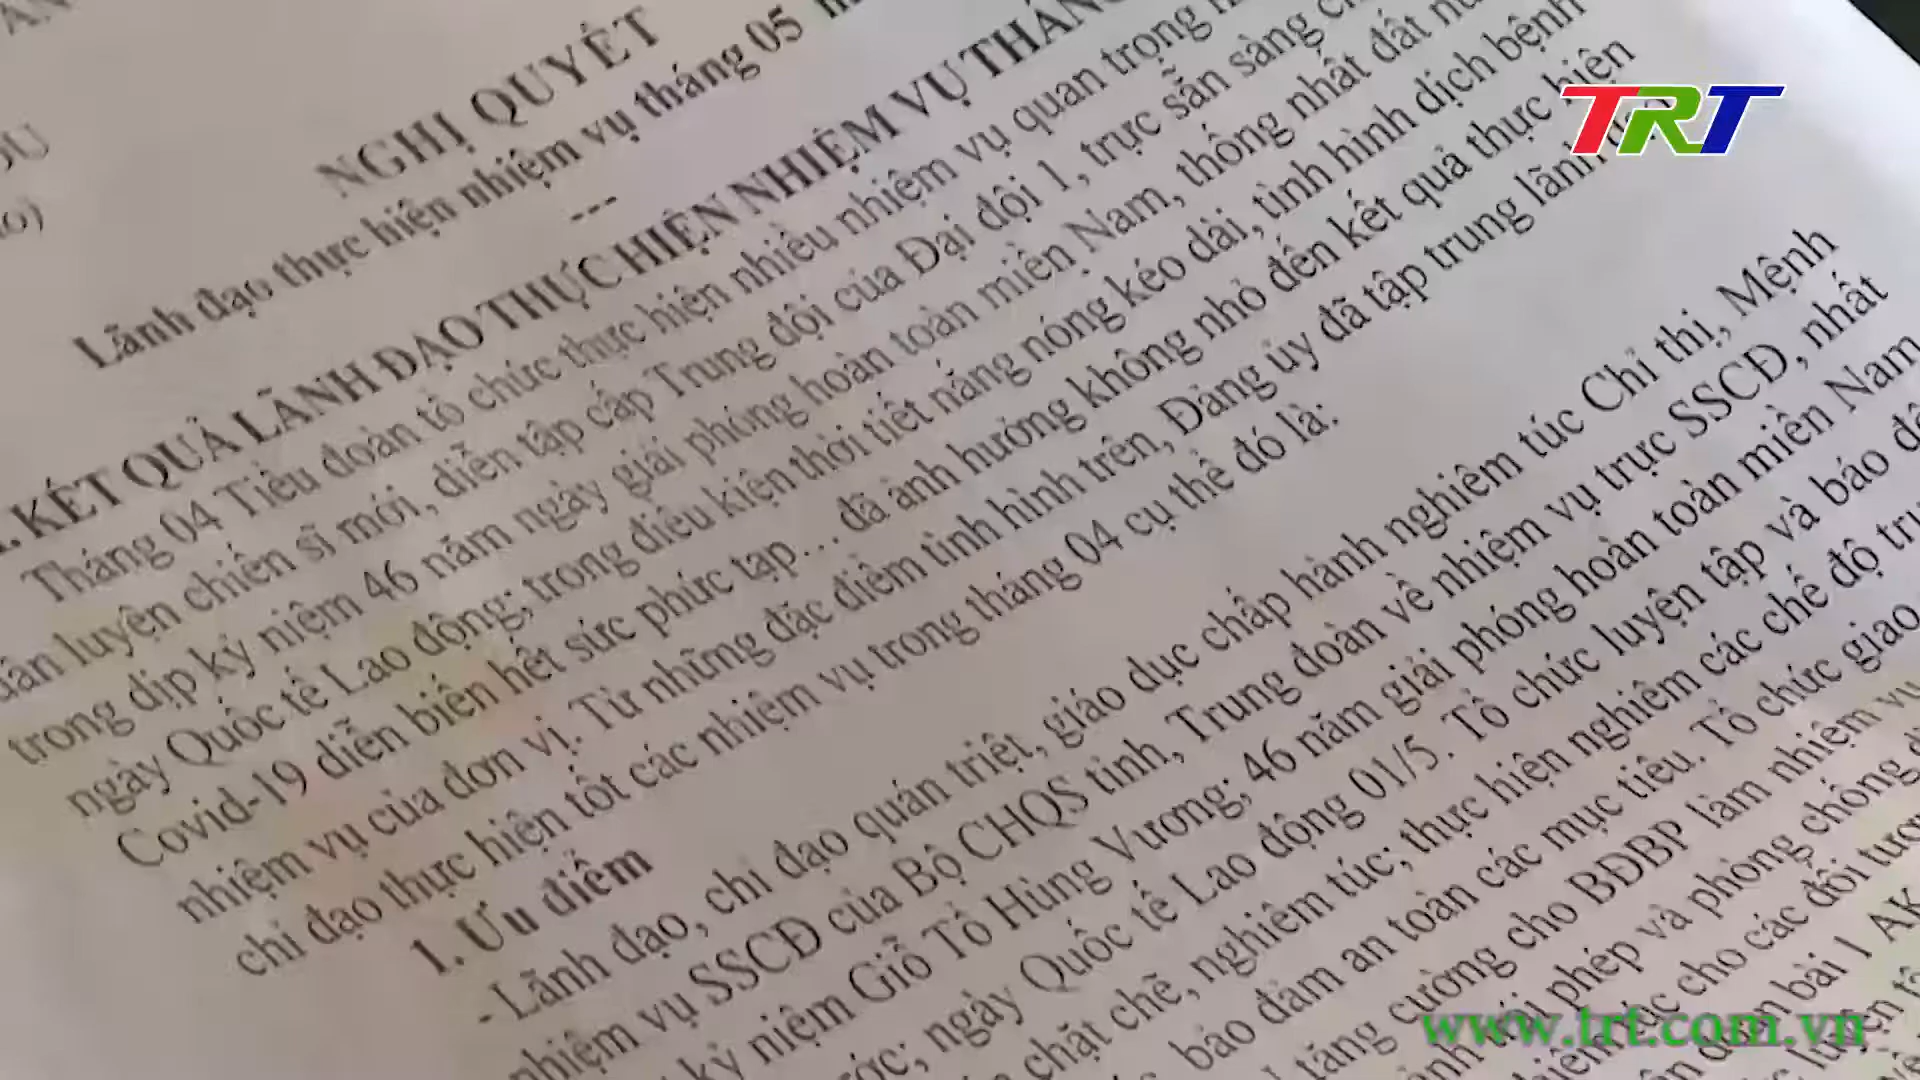 NGHỊ QUYẾT
Lãnh đạo thực hiện nhiệm vụ tháng 05
---
KẾT QUẢ LÃNH ĐẠO THỰC HIỆN NHIỆM VỤ THÁNG
Tháng 04 Tiểu đoàn tổ chức thực hiện nhiều nhiệm vụ quan trọng
luyện chiến sĩ mới, diễn tập cấp Trung đội của Đại đội 1, trực sẵn sàng
trong dịp kỷ niệm 46 năm ngày giải phóng hoàn toàn miền Nam, thống nhất đất
ngày Quốc tế Lao động; trong điều kiện thời tiết nắng nóng kéo dài, tình hình dịch bệnh
Covid-19 diễn biến hết sức phức tạp... đã ảnh hưởng không nhỏ đến kết quả thực hiện
nhiệm vụ của đơn vị. Từ những đặc điểm tình hình trên, Đảng ủy đã tập trung lãnh
chỉ đạo thực hiện tốt các nhiệm vụ trong tháng 04 cụ thể đó là:
1. Ưu điểm
- Lãnh đạo, chỉ đạo quán triệt, giáo dục chấp hành nghiêm túc Chỉ thị, Mệnh
nhiệm vụ SSCĐ của Bộ CHQS tỉnh, Trung đoàn về nhiệm vụ trực SSCĐ, nhất
kỷ niệm Giỗ Tổ Hùng Vương; 46 năm giải phóng hoàn toàn miền Nam
ngày Quốc tế Lao động 01/5. Tổ chức luyện tập và báo
chặt chẽ, nghiêm túc; thực hiện nghiêm các chế độ
bảo đảm an toàn các mục tiêu. Tổ chức giao
tăng cường cho BĐBP làm nhiệm vụ
phép và phòng chống
cho các đối tượng
bài 1 AK
TRT
www.trt.com.vn